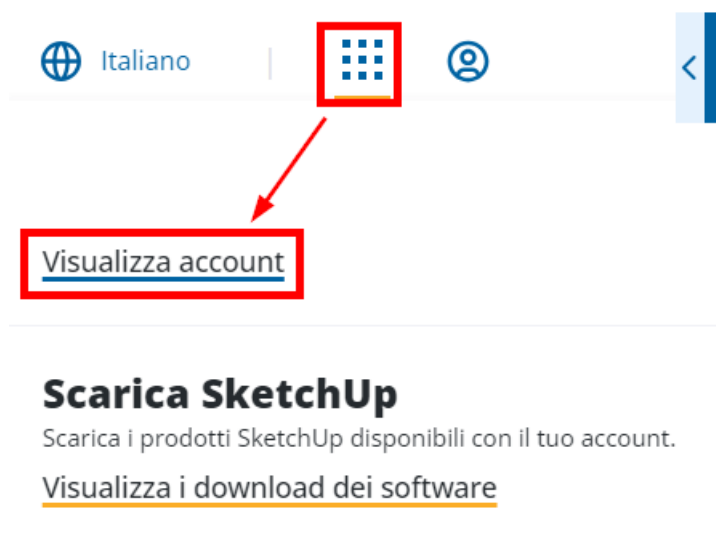 Italiano
Visualizza account
Scarica SketchUp
Scarica i prodotti SketchUp disponibili con il tuo account.
Visualizza i download dei software